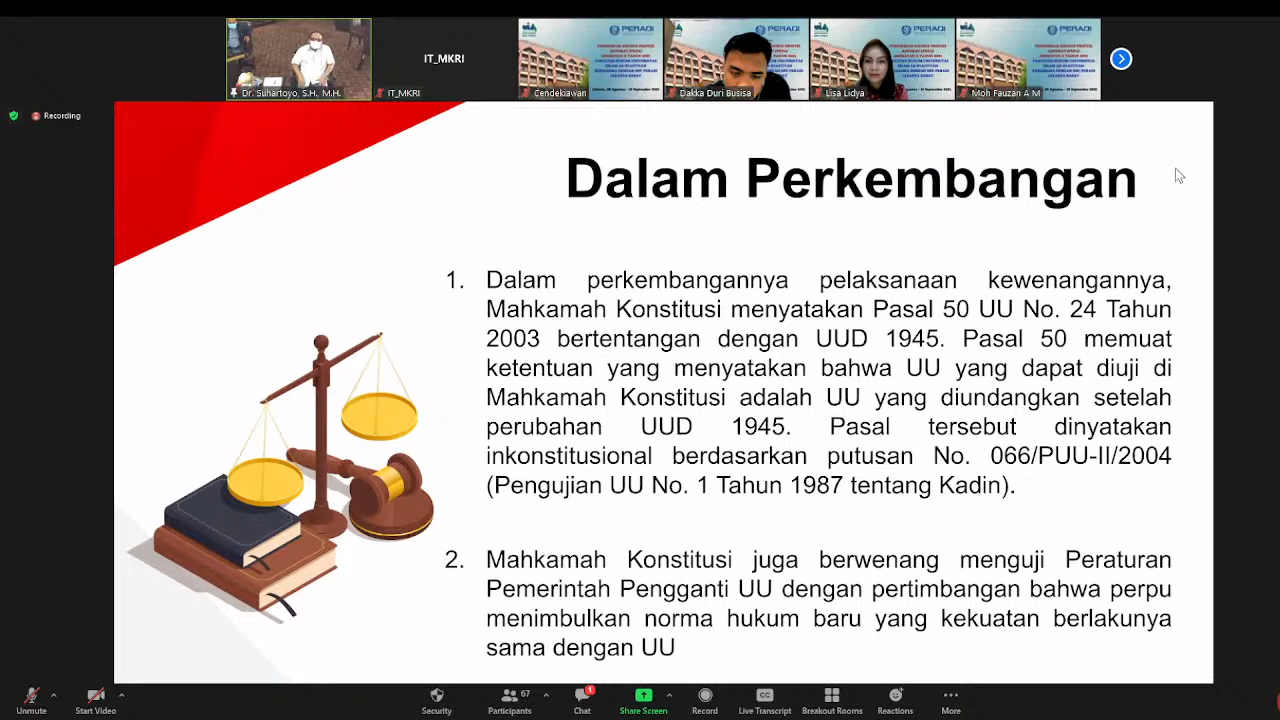 IT_MKRI
Dr. Suhartoyo, S.H., M.H.
IT_MKRI
PERADI
Cendekiawan
PERADI
Dakka Duri Busisa
PERADI
Lisa Lidya
PERADI
Moh Fauzan A M
Recording
Dalam Perkembangan
1. Dalam perkembangannya pelaksanaan kewenangannya,
Mahkamah Konstitusi menyatakan Pasal 50 UU No. 24 Tahun
2003 bertentangan dengan UUD 1945. Pasal 50 memuat
ketentuan yang menyatakan bahwa UU yang dapat diuji di
Mahkamah Konstitusi adalah UU yang diundangkan setelah
perubahan UUD 1945. Pasal tersebut dinyatakan
inkonstitusional berdasarkan putusan No. 066/PUU-II/2004
(Pengujian UU No. 1 Tahun 1987 tentang Kadin).
2. Mahkamah Konstitusi juga berwenang menguji Peraturan
Pemerintah Pengganti UU dengan pertimbangan bahwa perpu
menimbulkan norma hukum baru yang kekuatan berlakunya
sama dengan UU
Unmute
Start Video
Security
67
Participants
1
Chat
Share Screen
Record
CC
Live Transcript
Breakout Rooms
Reactions
More